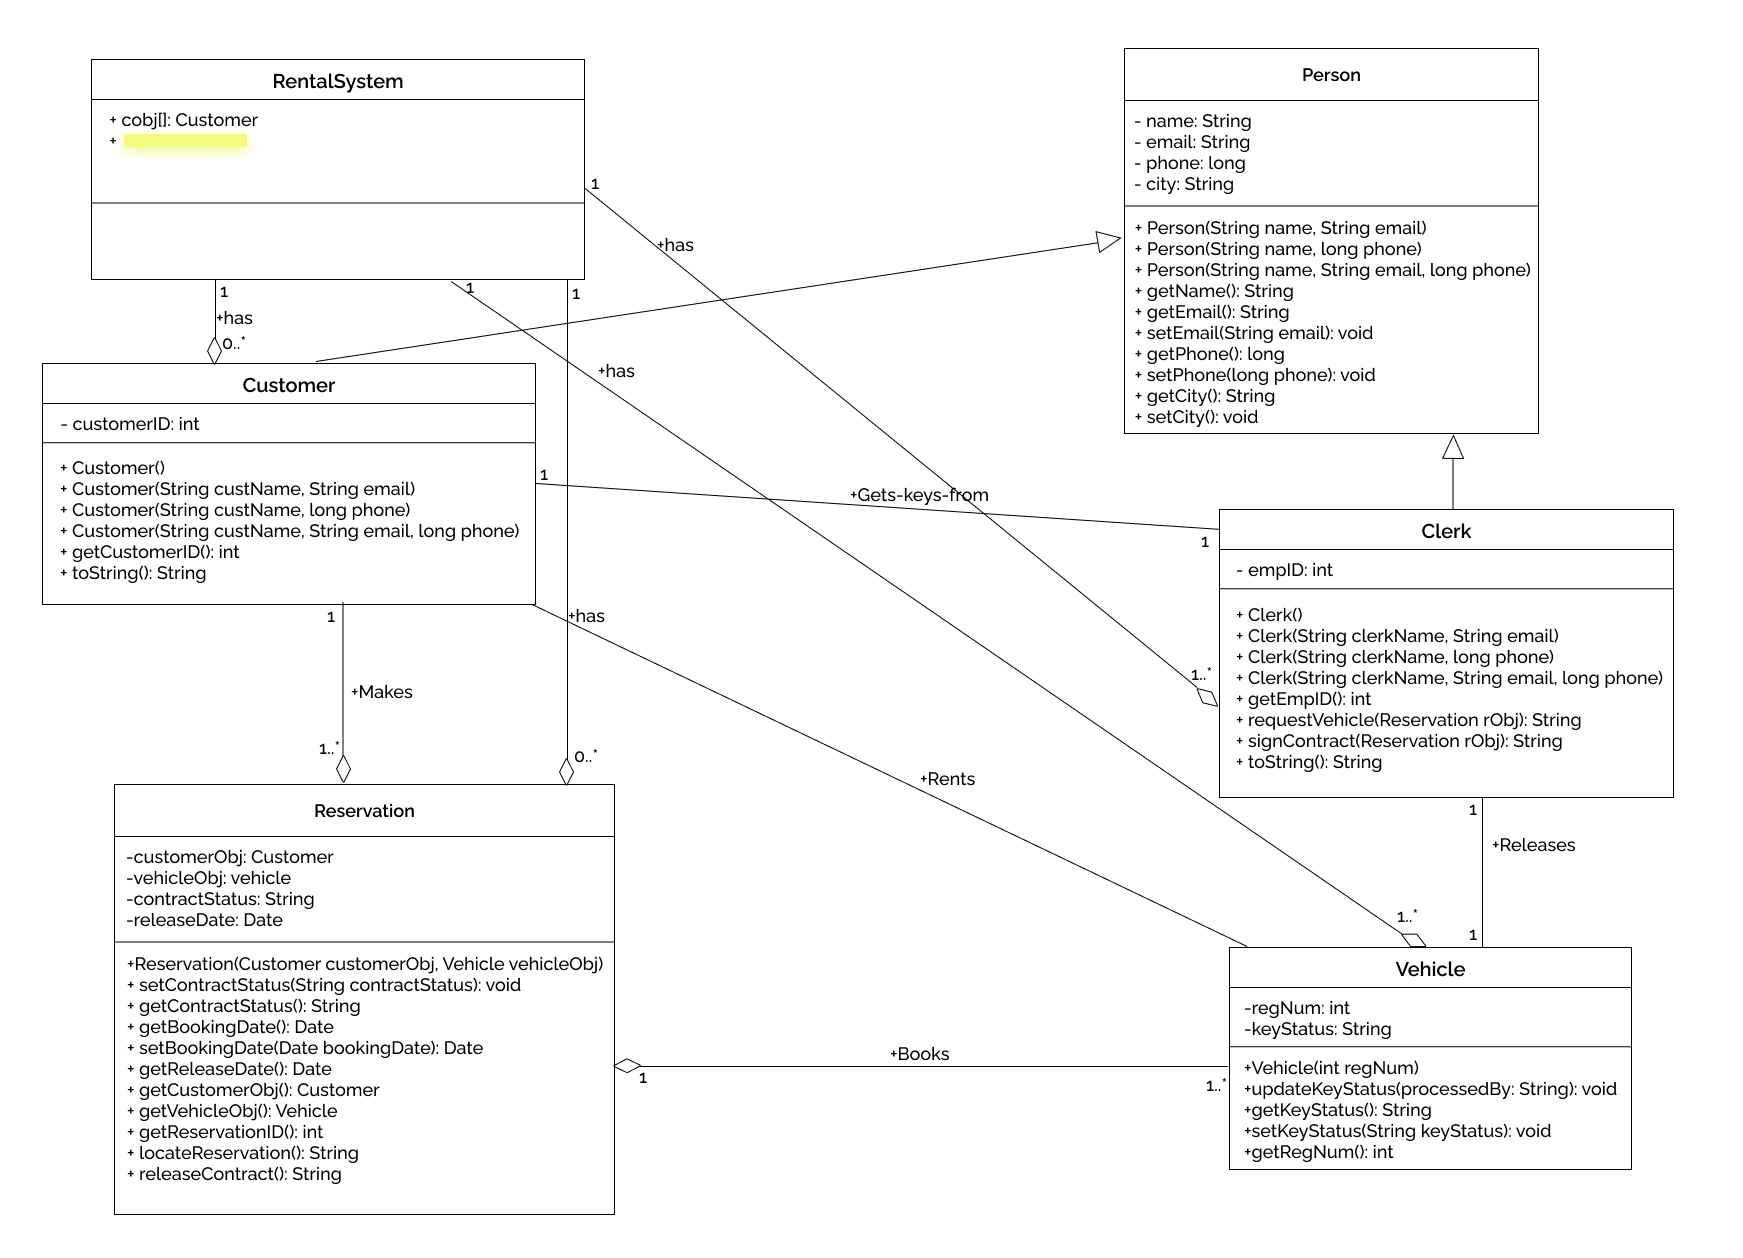 RentalSystem
+ cobj[]: Customer
+
1
+has
1
+has
0..*
1
+has
1
+has
Person
- name: String
- email: String
- phone: long
- city: String
+ Person(String name, String email)
+ Person(String name, long phone)
+ Person(String name, String email, long phone)
+ getName(): String
+ getEmail(): String
+ setEmail(String email): void
+ getPhone(): long
+ setPhone(long phone): void
+ getCity(): String
+ setCity(): void
Customer
- customerID: int
+ Customer()
+ Customer(String custName, String email)
+ Customer(String custName, long phone)
+ Customer(String custName, String email, long phone)
+ getCustomerID(): int
+ toString(): String
1
+Gets-keys-from
1
Clerk
- empID: int
+ Clerk()
+ Clerk(String clerkName, String email)
+ Clerk(String clerkName, long phone)
+ Clerk(String clerkName, String email, long phone)
+ getEmpID(): int
+ requestVehicle(Reservation rObj): String
+ signContract(Reservation rObj): String
+ toString(): String
1..*
1
+Makes
1..*
0..*
+Rents
1
+Releases
1..*
1
Reservation
-customerObj: Customer
-vehicleObj: vehicle
-contractStatus: String
-releaseDate: Date
+Reservation(Customer customerObj, Vehicle vehicleObj)
+ setContractStatus(String contractStatus): void
+ getContractStatus(): String
+ getBookingDate(): Date
+ setBookingDate(Date bookingDate): Date
+ getReleaseDate(): Date
+ getCustomerObj(): Customer
+ getVehicleObj(): Vehicle
+ getReservationID(): int
+ locateReservation(): String
+ releaseContract(): String
1
+Books
1..*
Vehicle
-regNum: int
-keyStatus: String
+Vehicle(int regNum)
+updateKeyStatus(processedBy: String): void
+getKeyStatus(): String
+setKeyStatus(String keyStatus): void
+getRegNum(): int